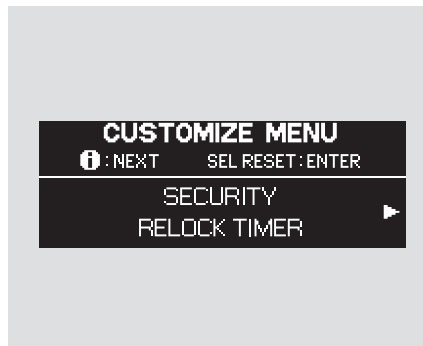 CUSTOMIZE MENU
i : NEXT SEL RESET : ENTER
SECURITY
RELOCK TIMER